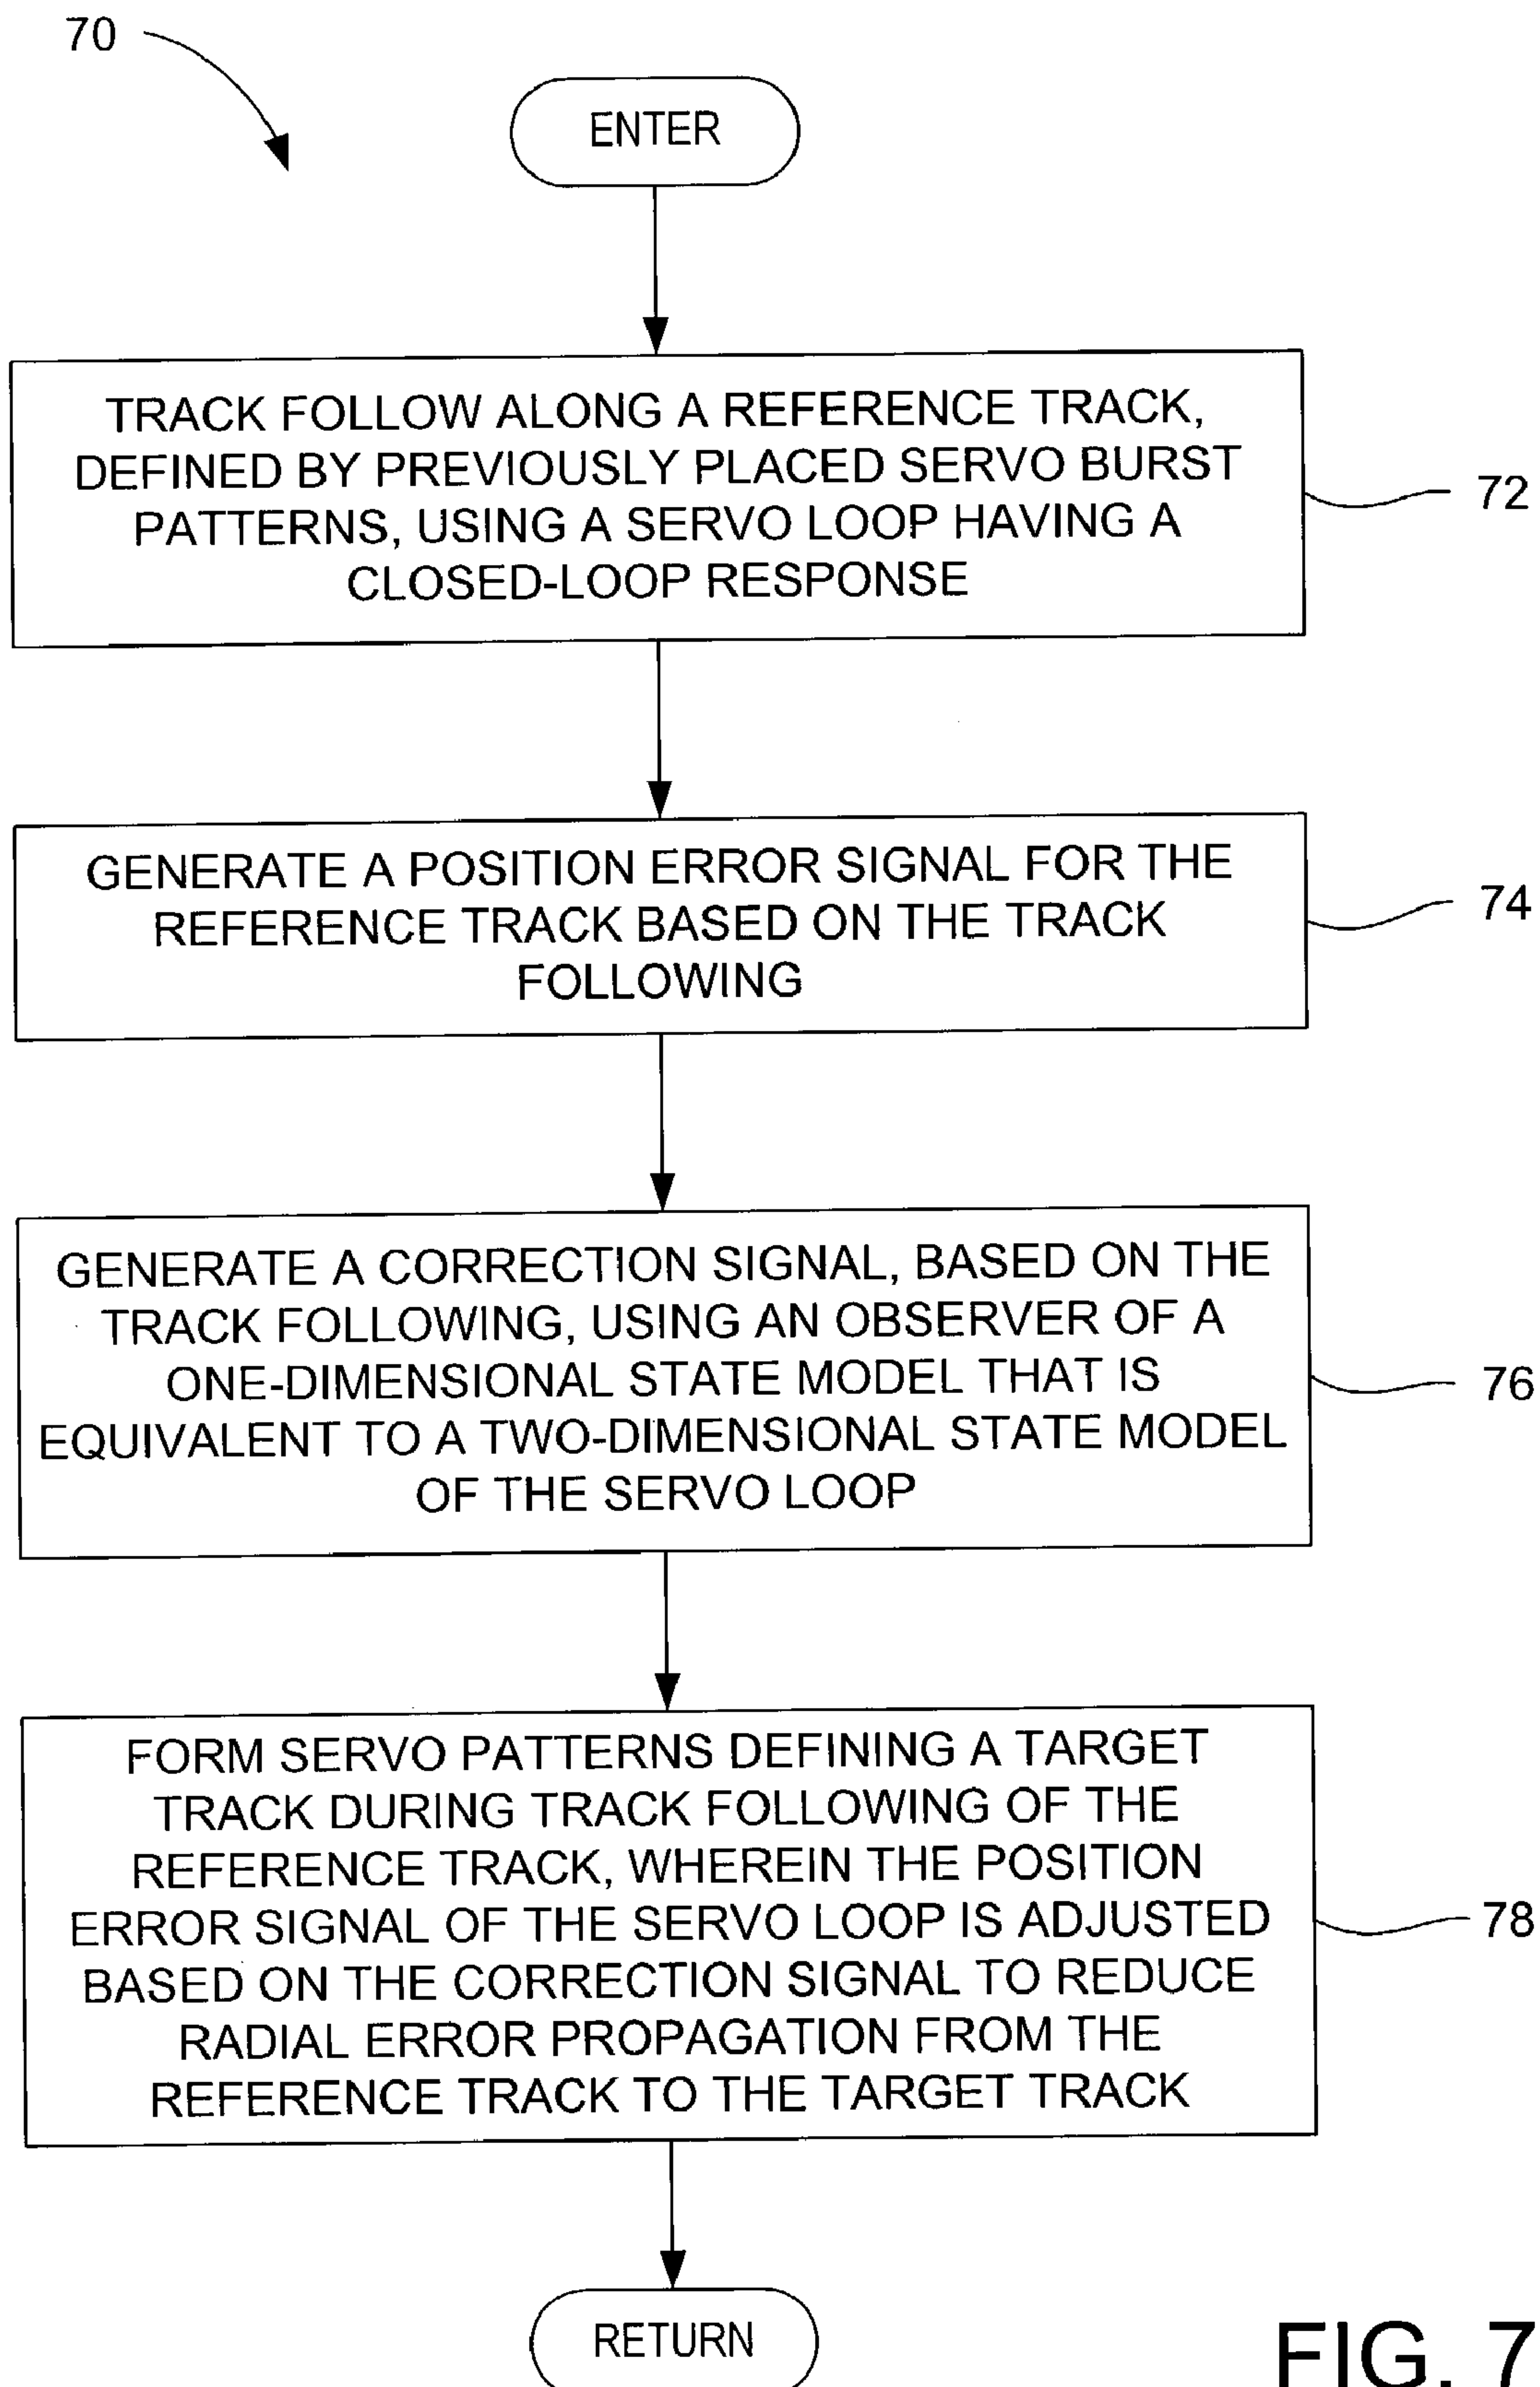 70
ENTER
TRACK FOLLOW ALONG A REFERENCE TRACK,
DEFINED BY PREVIOUSLY PLACED SERVO BURST
PATTERNS, USING A SERVO LOOP HAVING A
CLOSED-LOOP RESPONSE
72
GENERATE A POSITION ERROR SIGNAL FOR THE
REFERENCE TRACK BASED ON THE TRACK
FOLLOWING
74
GENERATE A CORRECTION SIGNAL, BASED ON THE
TRACK FOLLOWING, USING AN OBSERVER OF A
ONE-DIMENSIONAL STATE MODEL THAT IS
EQUIVALENT TO A TWO-DIMENSIONAL STATE MODEL
OF THE SERVO LOOP
76
FORM SERVO PATTERNS DEFINING A TARGET
TRACK DURING TRACK FOLLOWING OF THE
REFERENCE TRACK, WHEREIN THE POSITION
ERROR SIGNAL OF THE SERVO LOOP IS ADJUSTED
BASED ON THE CORRECTION SIGNAL TO REDUCE
RADIAL ERROR PROPAGATION FROM THE
REFERENCE TRACK TO THE TARGET TRACK
78
RETURN
FIG. 7